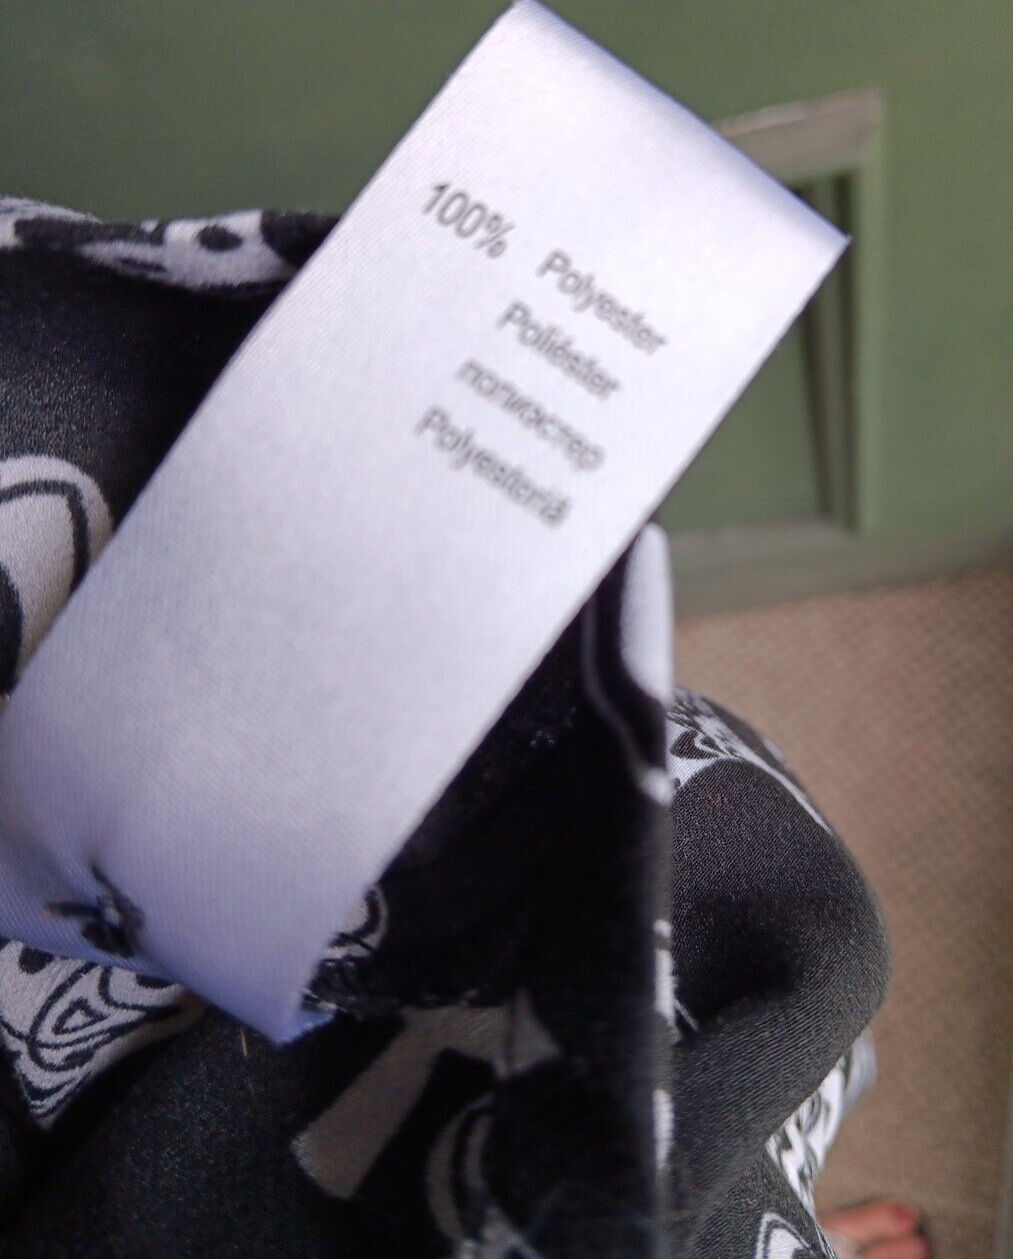 100% Polyester
Poliéster
полиэстер
Polyesteriä